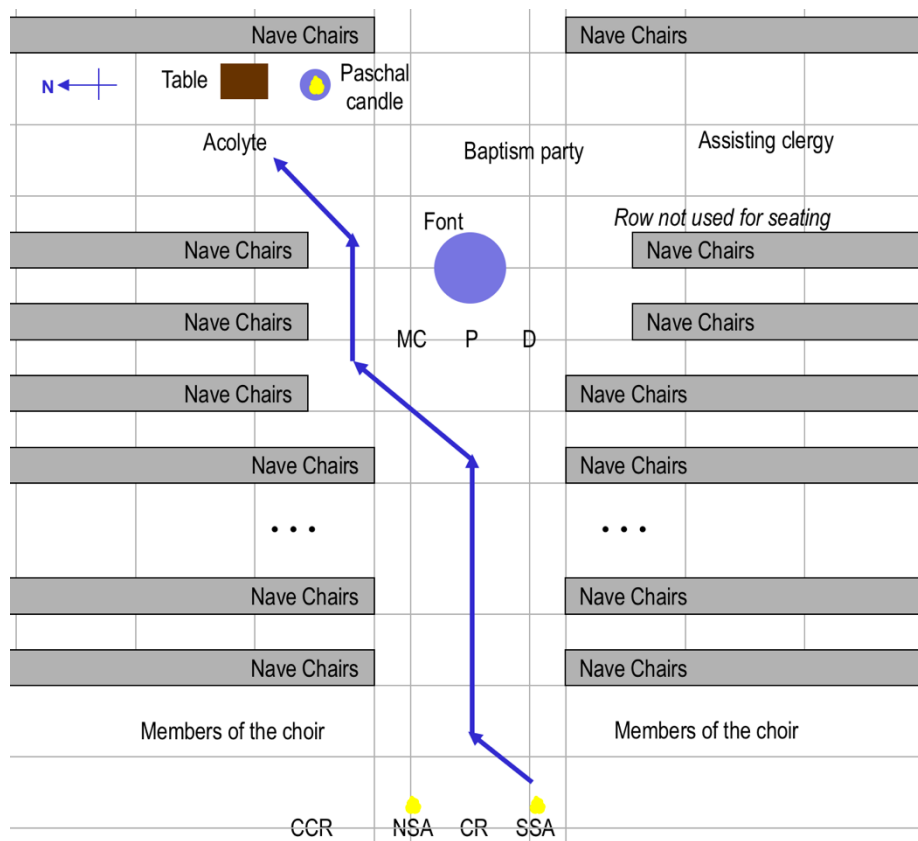 Nave Chairs Nave Chairs
N Table Paschal
candle
Acolyte Baptism party Assisting clergy
Font Row not used for seating
Nave Chairs Nave Chairs
Nave Chairs Nave Chairs
MC P D
Nave Chairs Nave Chairs
Nave Chairs Nave Chairs
• • • • • •
Nave Chairs Nave Chairs
Nave Chairs Nave Chairs
Members of the choir Members of the choir
CCR NSA CR SSA